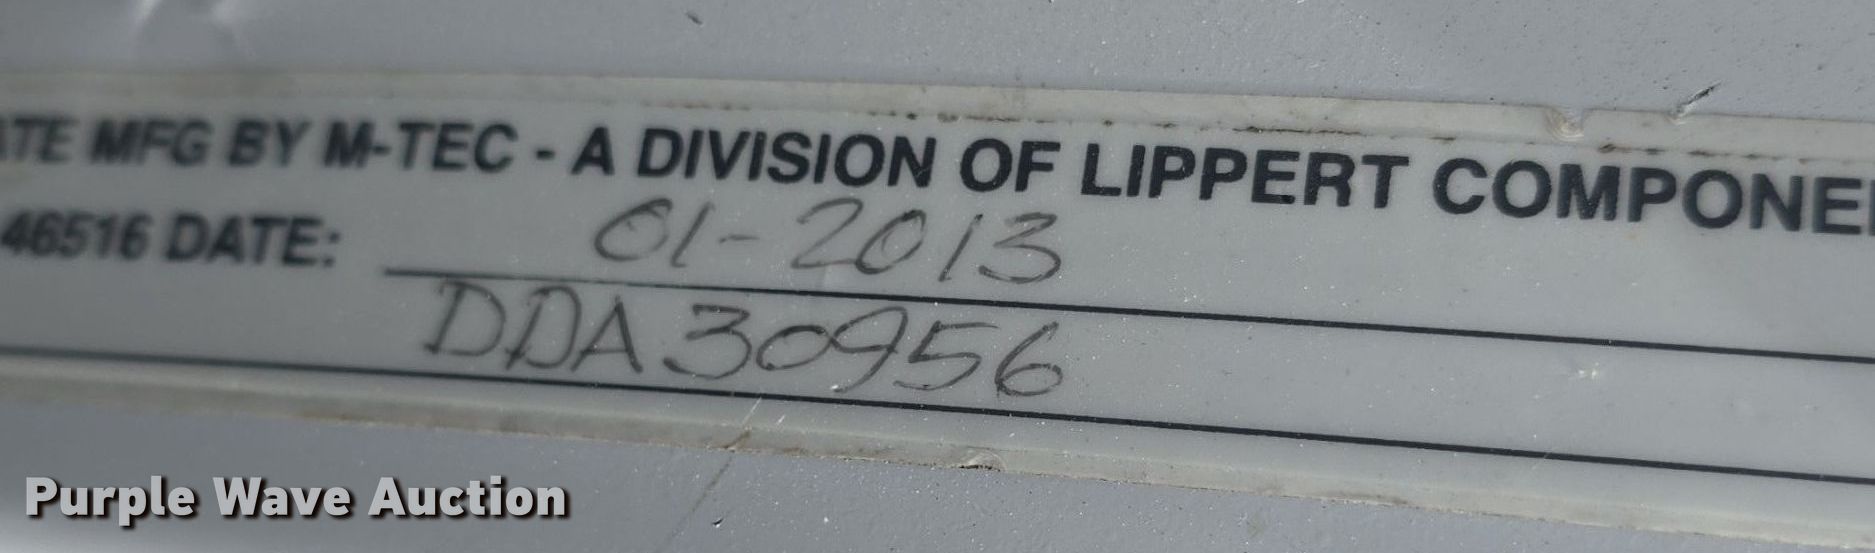 ATE MFG BY M-TEC - A DIVISION OF LIPPERT COMPONE
46516 DATE: 01-2013
DDA30956
Purple Wave Auction